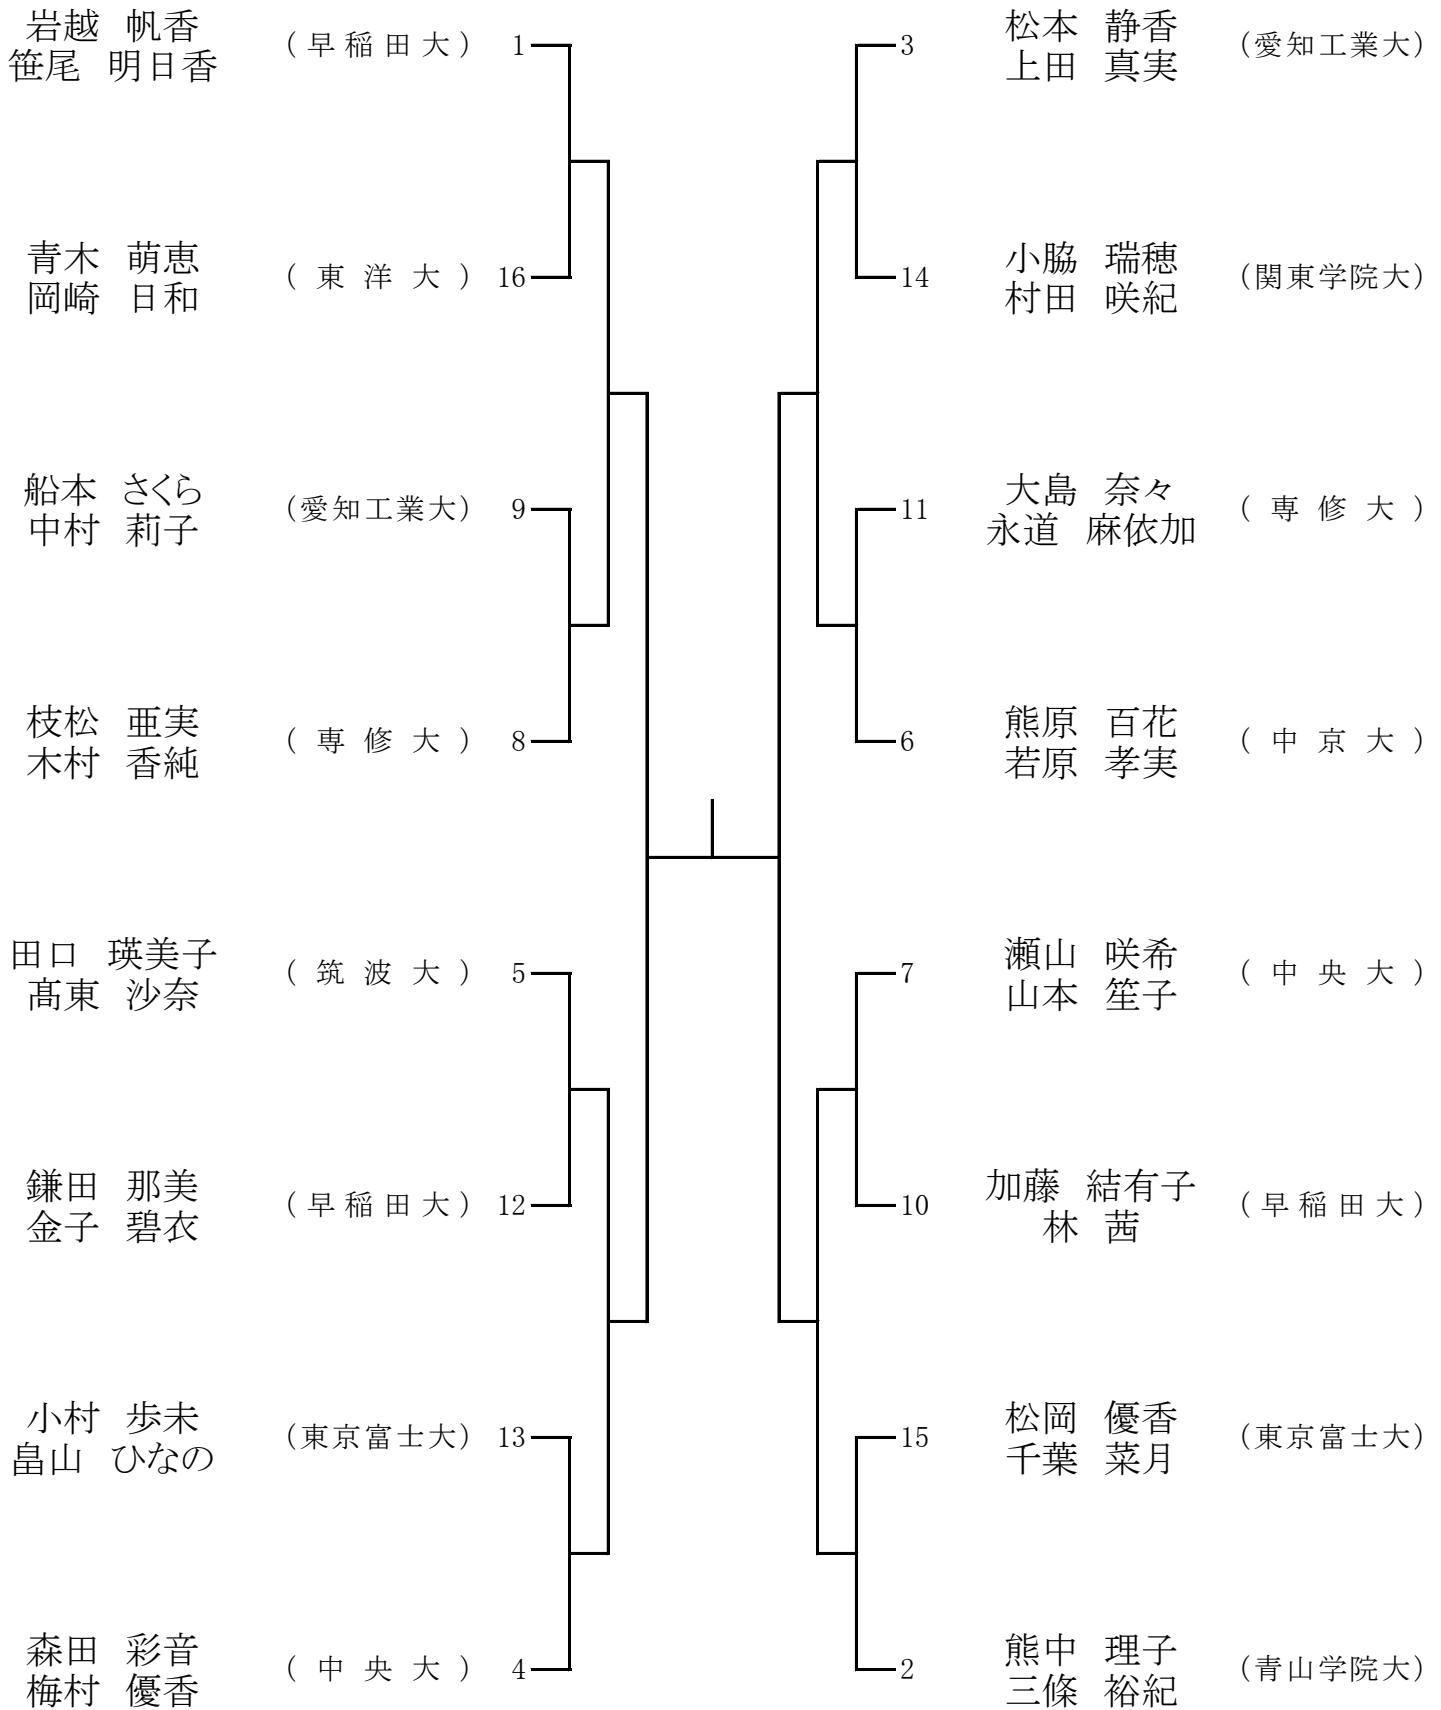 岩越 帆香
笹尾 明日香
(早稲田大) 1
青木 萌恵
岡崎 日和
(東洋大) 16
船本 さくら
中村 莉子
(愛知工業大) 9
枝松 亜実
木村 香純
(専修大) 8
田口 瑛美子
髙東 沙奈
(筑波大) 5
鎌田 那美
金子 碧衣
(早稲田大) 12
小村 歩未
畠山 ひなの
(東京富士大) 13
森田 彩音
梅村 優香
(中央大) 4
3 松本 静香
上田 真実
(愛知工業大)
14 小脇 瑞穂
村田 咲紀
(関東学院大)
11 大島 奈々
永道 麻依加
(専修大)
6 熊原 百花
若原 孝実
(中京大)
7 瀬山 咲希
山本 笙子
(中央大)
10 加藤 結有子
林 茜
(早稲田大)
15 松岡 優香
千葉 菜月
(東京富士大)
2 熊中 理子
三條 裕紀
(青山学院大)